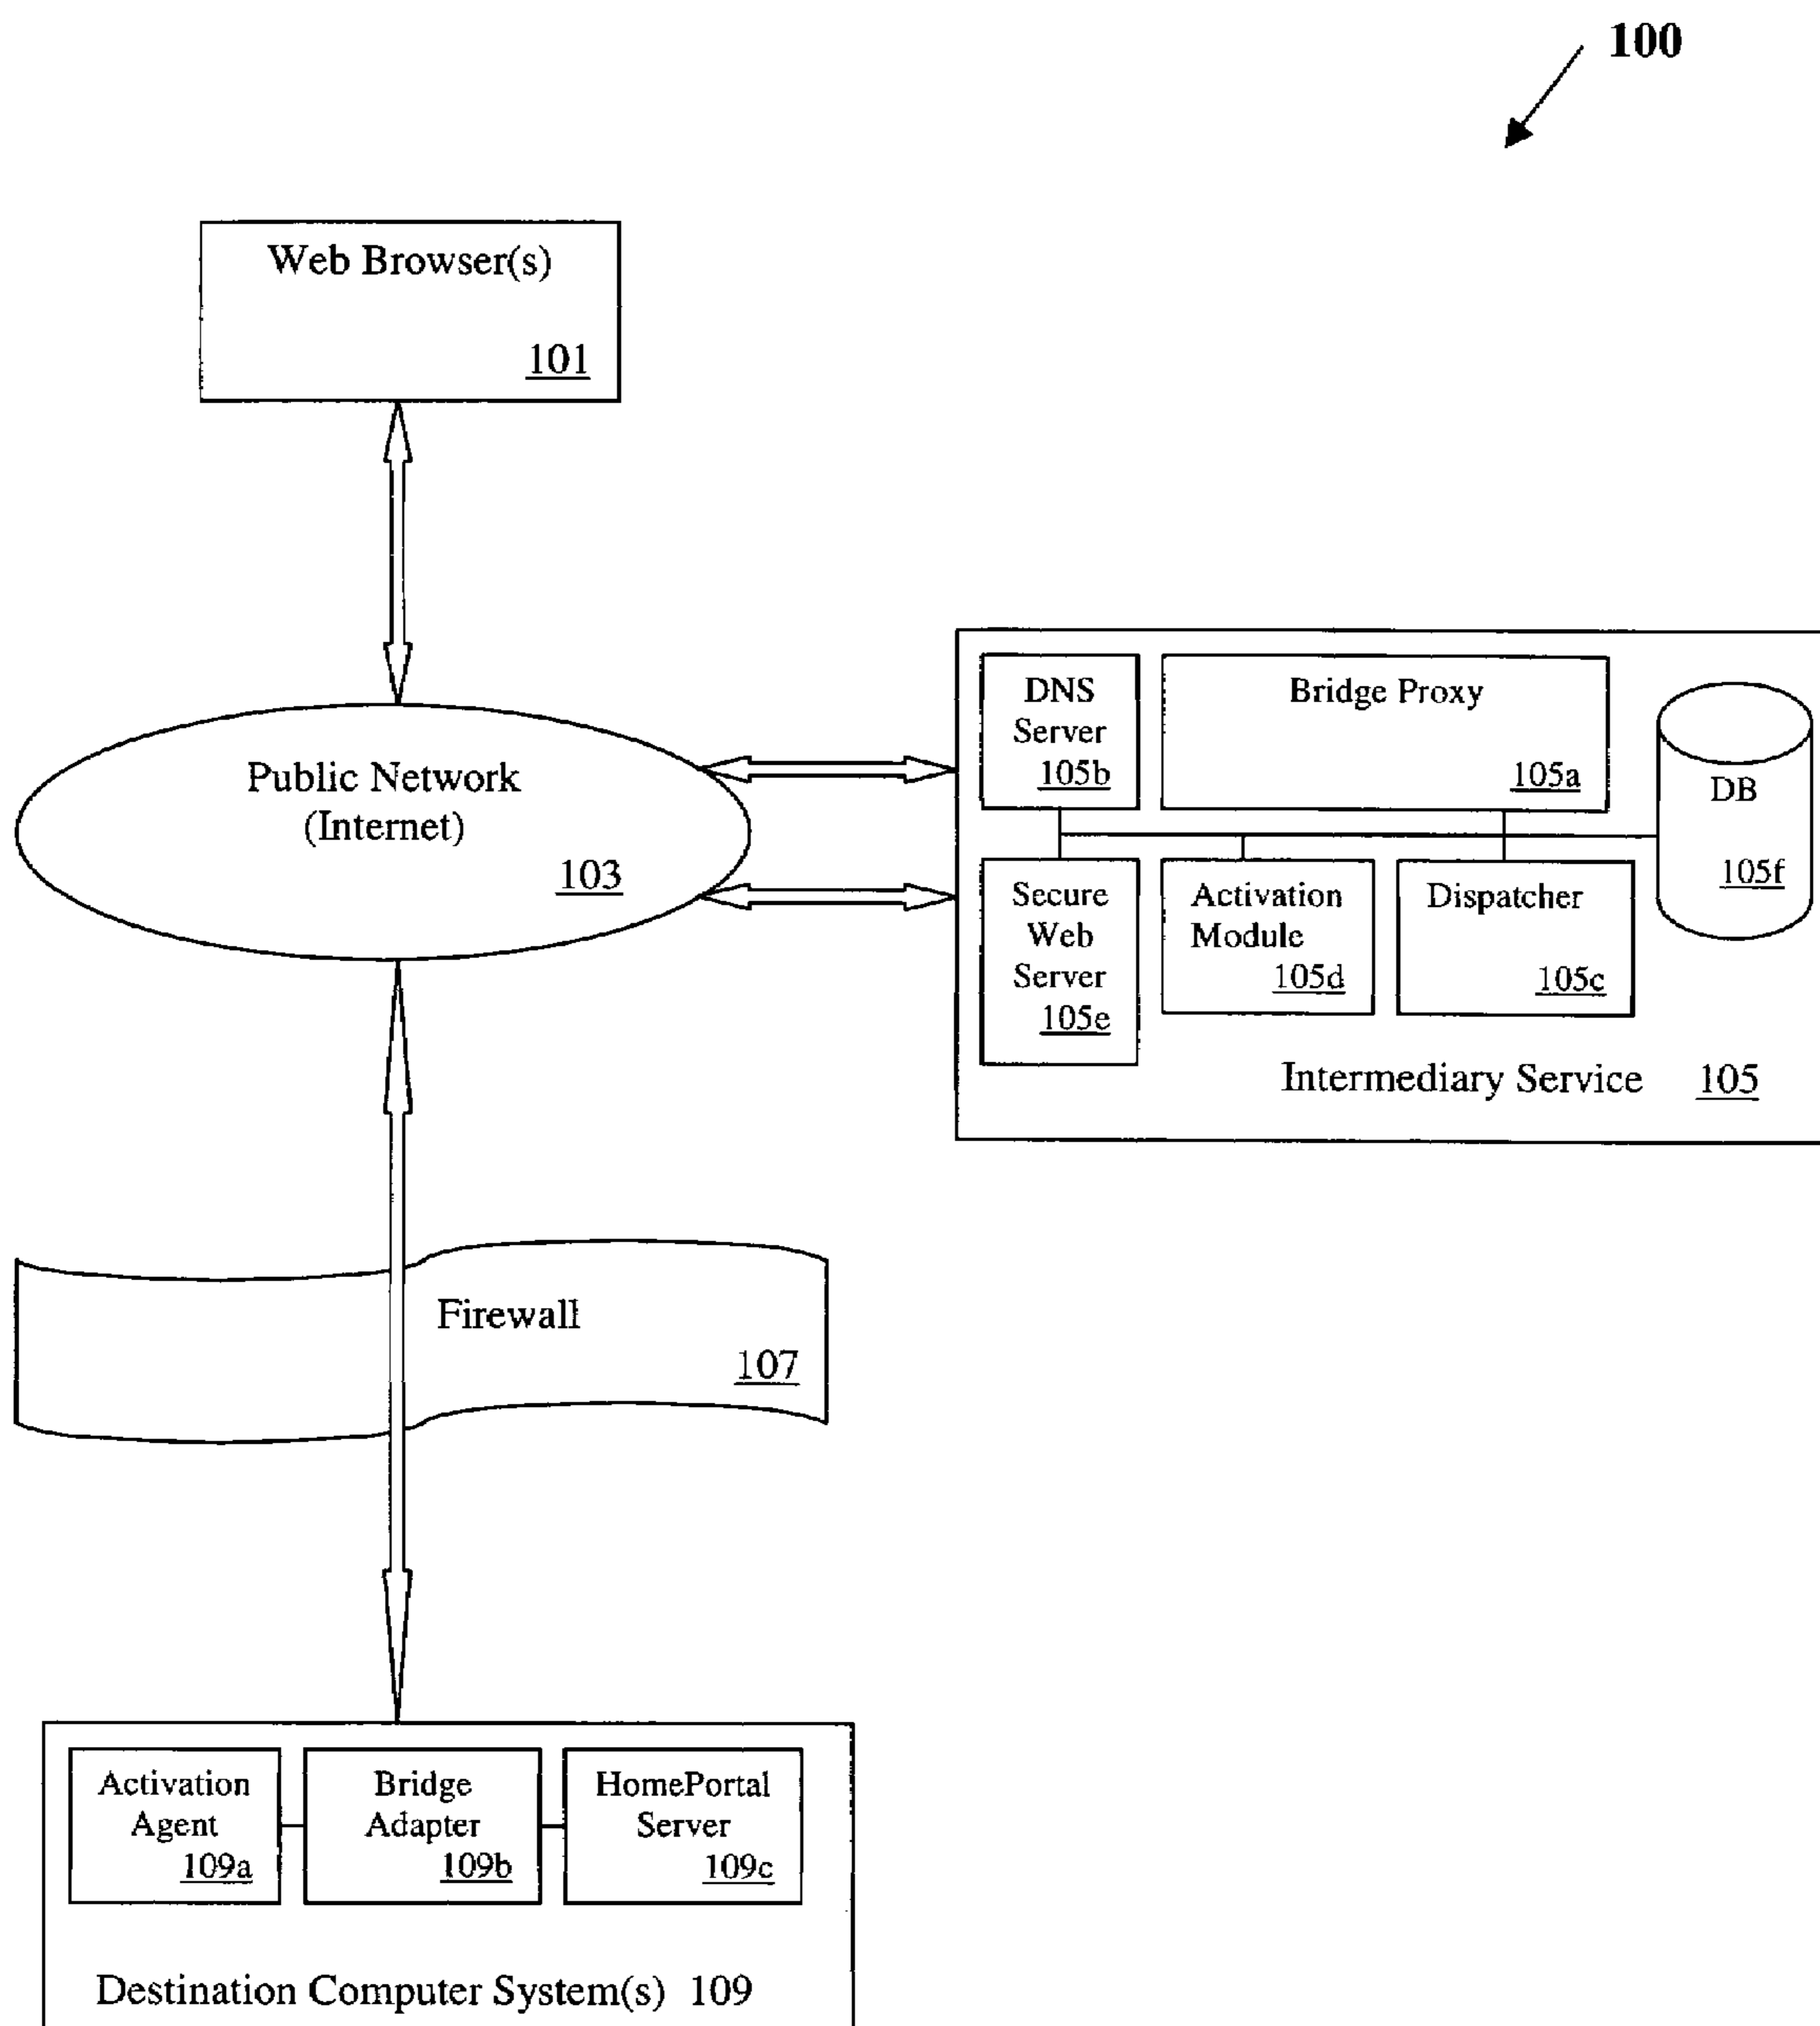 100
Web Browser(s)
101
Public Network
(Internet)
103
DNS
Server
105b
Bridge Proxy
105a
DB
105f
Secure
Web
Server
105e
Activation
Module
105d
Dispatcher
105c
Intermediary Service 105
Firewall
107
Activation
Agent
109a
Bridge
Adapter
109b
HomePortal
Server
109c
Destination Computer System(s) 109